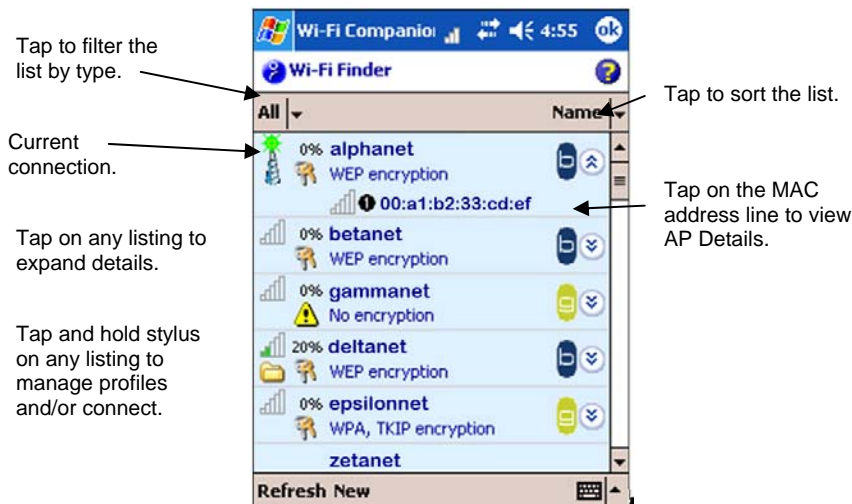 Tap to filter the
list by type.
Current
connection.
Tap on any listing to
expand details.
Tap and hold stylus
on any listing to
manage profiles
and/or connect.
Wi-Fi Companio 4:55 ok
Wi-Fi Finder ?
All Name
0% alphanet b
WEP encryption
1 00:a1:b2:33:cd:ef
0% betanet b
WEP encryption
0% gammanet g
No encryption
20% deltanet b
WEP encryption
0% epsilonnet g
WPA, TKIP encryption
zetanet
Refresh New
Tap to sort the list.
Tap on the MAC
address line to view
AP Details.